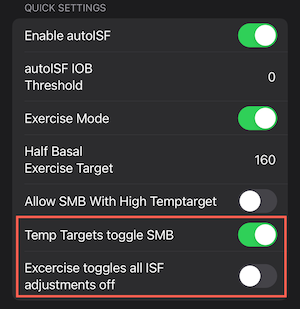 QUICK SETTINGS
Enable autoISF
autoISF IOB
Threshold
0
Exercise Mode
Half Basal
Exercise Target
160
Allow SMB With High Temptarget
Temp Targets toggle SMB
Excercise toggles all ISF
adjustments off